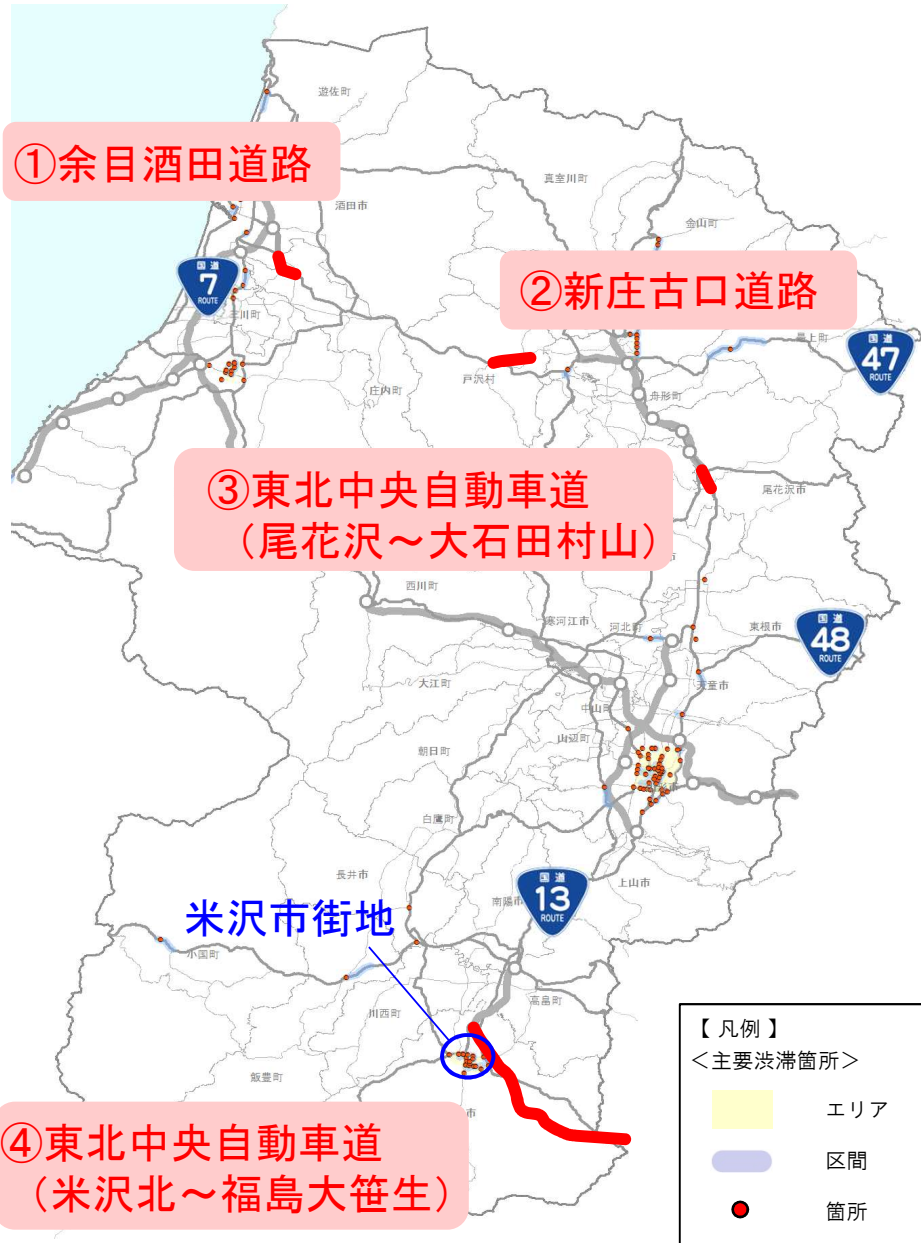 遊佐町
①余目酒田道路
真室川町
酒田市
金山町
国道
7
ROUTE
②新庄古口道路
三川町
最上町
国道
47
ROUTE
戸沢村
庄内町
舟形町
③東北中央自動車道
（尾花沢～大石田村山）
尾花沢市
西川町
寒河江市
河北町
東根市
国道
48
ROUTE
大江町
天童市
中山町
山辺町
朝日町
白鷹町
長井市
国道
13
ROUTE
上山市
南陽市
米沢市街地
小国町
高畠町
川西町
飯豊町
④東北中央自動車道
（米沢北～福島大笹生）
【 凡例 】
＜主要渋滞箇所＞
エリア
区間
箇所